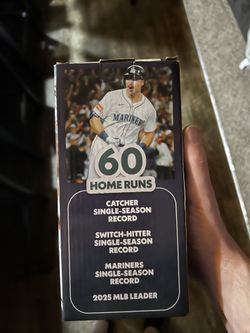 MARINERS
60
HOME RUNS
CATCHER
SINGLE-SEASON
RECORD
SWITCH-HITTER
SINGLE-SEASON
RECORD
MARINERS
SINGLE-SEASON
RECORD
2025 MLB LEADER